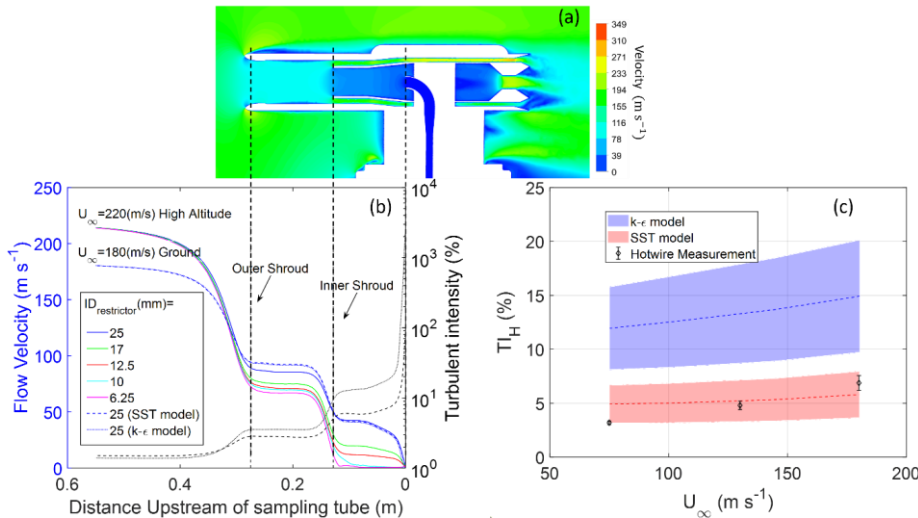 (a)
349
310
271
233
194
155
116
78
39
0
Velocity (m s⁻¹)
(b)
250
200
150
100
50
0
Flow Velocity (m s⁻¹)
U∞=220(m/s) High Altitude
U∞=180(m/s) Ground
Outer Shroud
Inner Shroud
ID restrictor (mm)=
25
17
12.5
10
6.25
25 (SST model)
25 (k-ϵ model)
10⁴
10³
10²
10¹
10⁰
Turbulent intensity (%)
0.6
0.4
0.2
0
Distance Upstream of sampling tube (m)
(c)
25
20
15
10
5
0
TI_H (%)
k-ϵ model
SST model
Hotwire Measurement
50
100
150
200
U∞ (m s⁻¹)